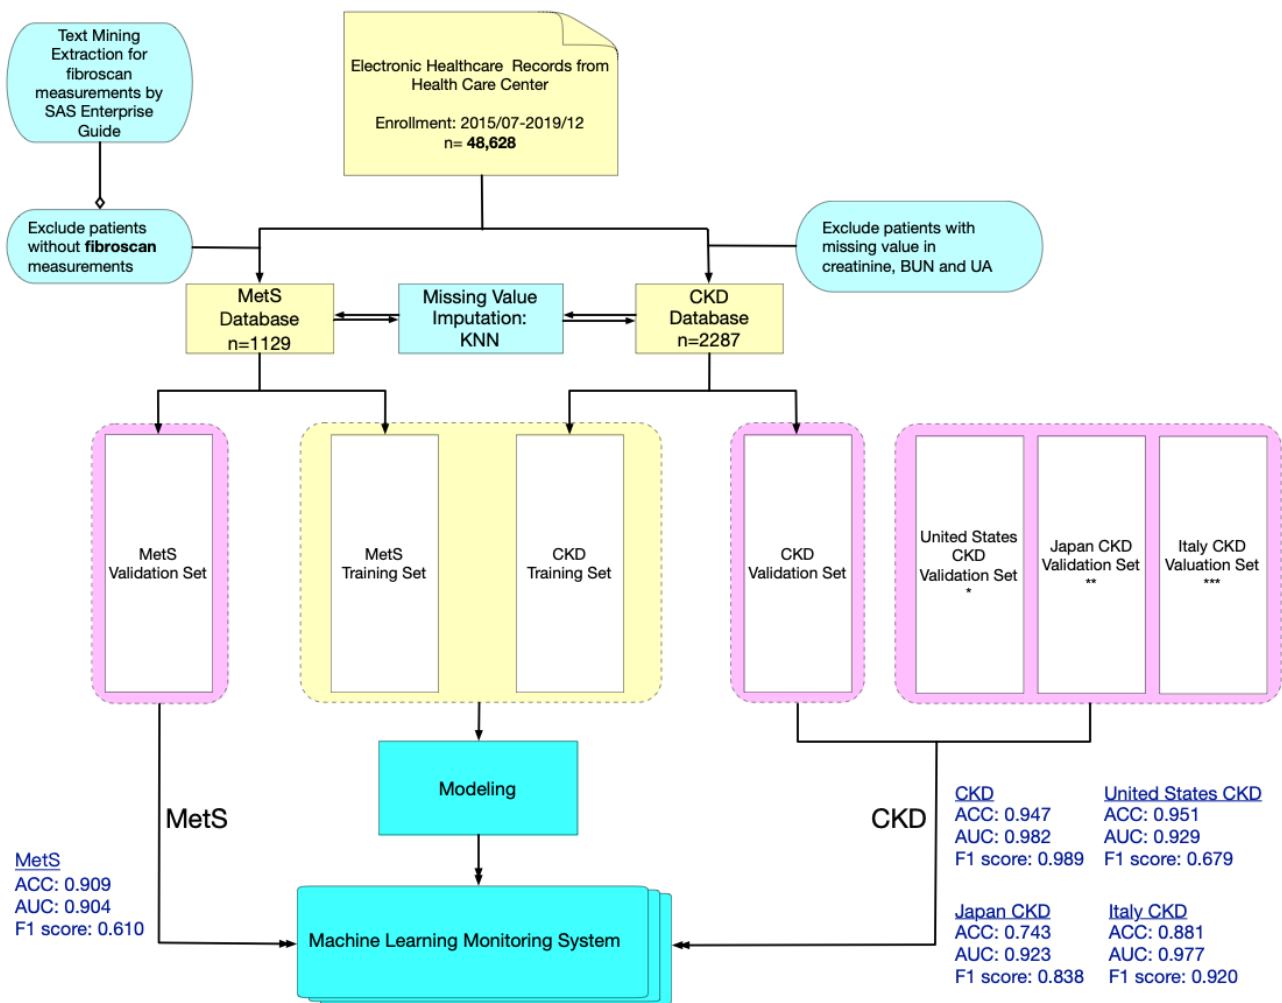 Text Mining
Extraction for
fibroscan
measurements by
SAS Enterprise
Guide
Electronic Healthcare Records from
Health Care Center
Enrollment: 2015/07-2019/12
n= 48,628
Exclude patients
without fibroscan
measurements
Exclude patients with
missing value in
creatinine, BUN and UA
MetS
Database
n=1129
Missing Value
Imputation:
KNN
CKD
Database
n=2287
MetS
Validation Set
MetS
Training Set
CKD
Training Set
CKD
Validation Set
United States
CKD
Validation Set
*
Japan CKD
Validation Set
**
Italy CKD
Valuation Set
***
Modeling
MetS
CKD
MetS
ACC: 0.909
AUC: 0.904
F1 score: 0.610
Machine Learning Monitoring System
CKD
ACC: 0.947
AUC: 0.982
F1 score: 0.989
United States CKD
ACC: 0.951
AUC: 0.929
F1 score: 0.679
Japan CKD
ACC: 0.743
AUC: 0.923
F1 score: 0.838
Italy CKD
ACC: 0.881
AUC: 0.977
F1 score: 0.920